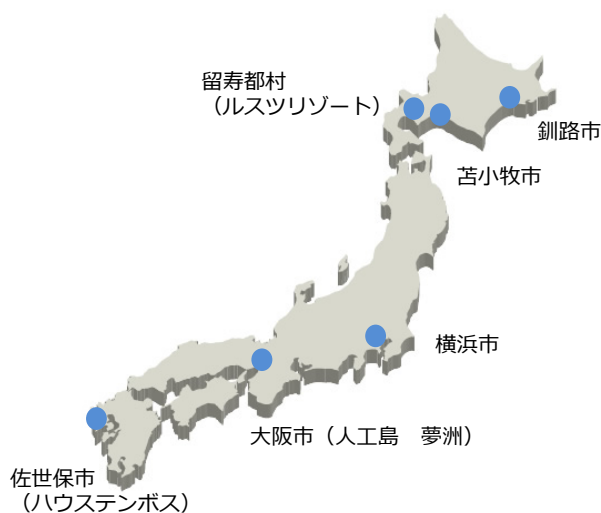 留寿都村
（ルスツリゾート）
釧路市
苫小牧市
横浜市
大阪市（人工島　夢洲）
佐世保市
（ハウステンボス）